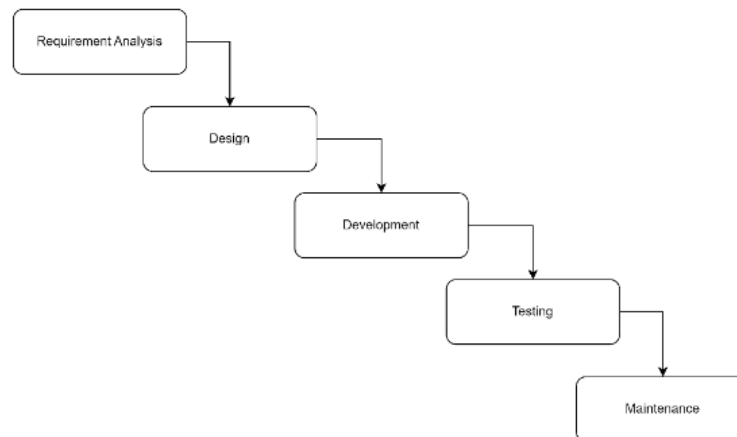 Requirement Analysis
Design
Development
Testing
Maintenance